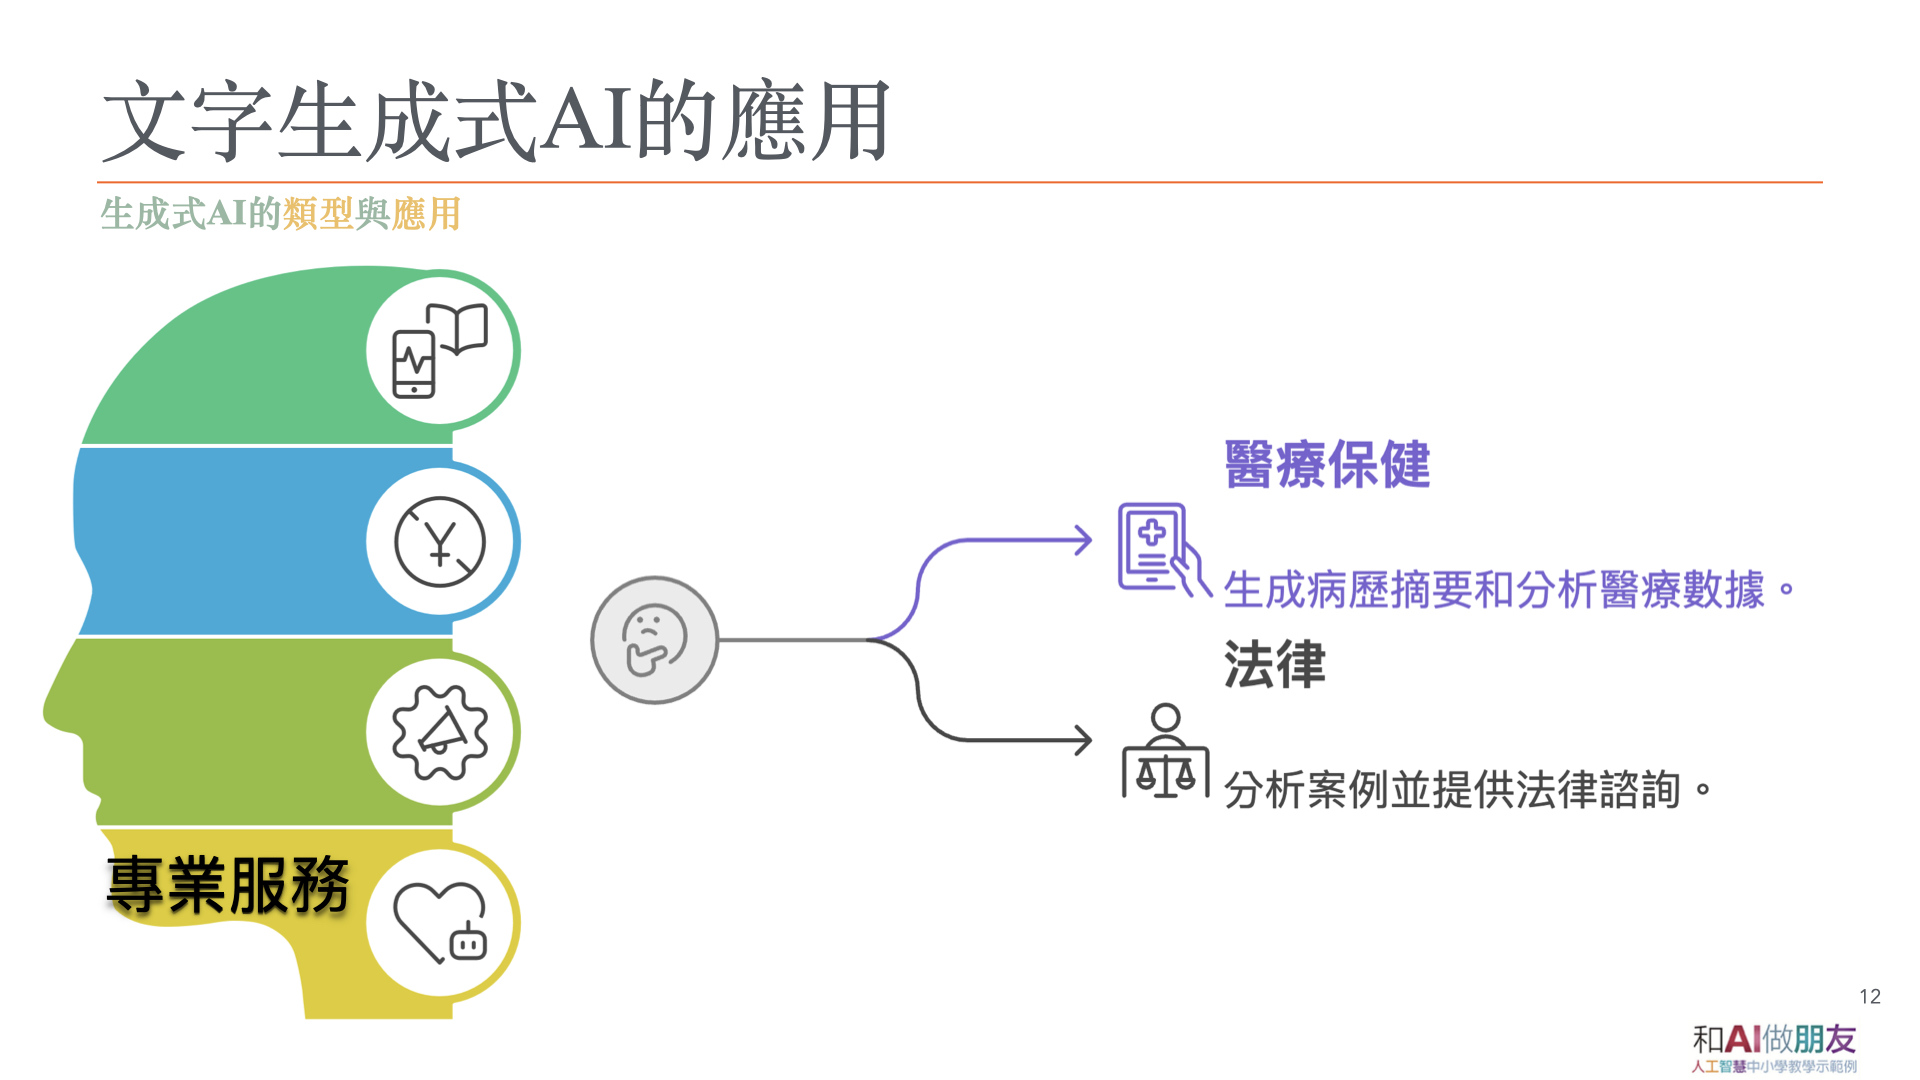 文字生成式AI的應用
生成式AI的類型與應用
醫療保健
生成病歷摘要和分析醫療數據。
法律
分析案例並提供法律諮詢。
專業服務
12
和AI做朋友
人工智慧中小學教學示範例